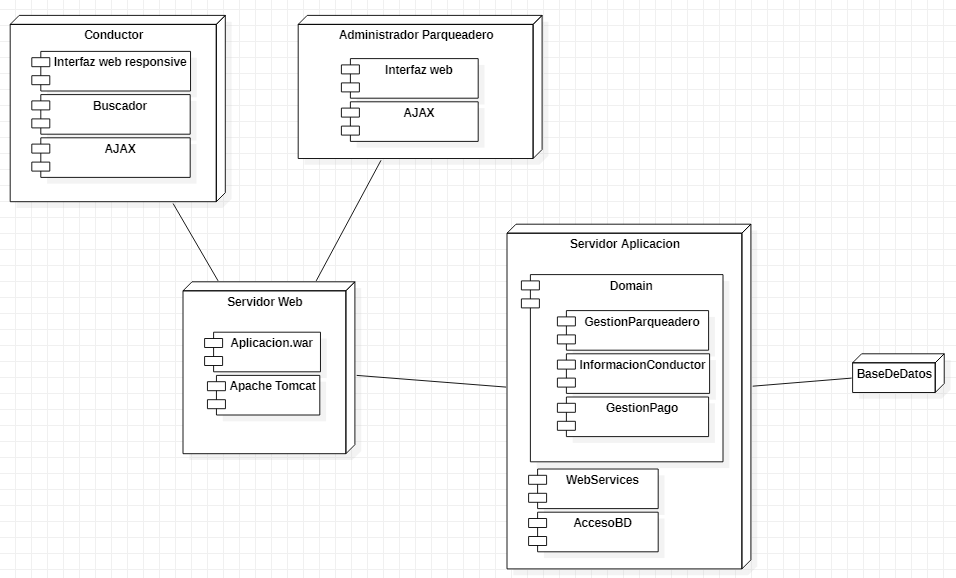 Conductor
Interfaz web responsive
Buscador
AJAX
Administrador Parqueadero
Interfaz web
AJAX
Servidor Web
Aplicacion.war
Apache Tomcat
Servidor Aplicacion
Domain
GestionParqueadero
InformacionConductor
GestionPago
WebServices
AccesoBD
BaseDeDatos